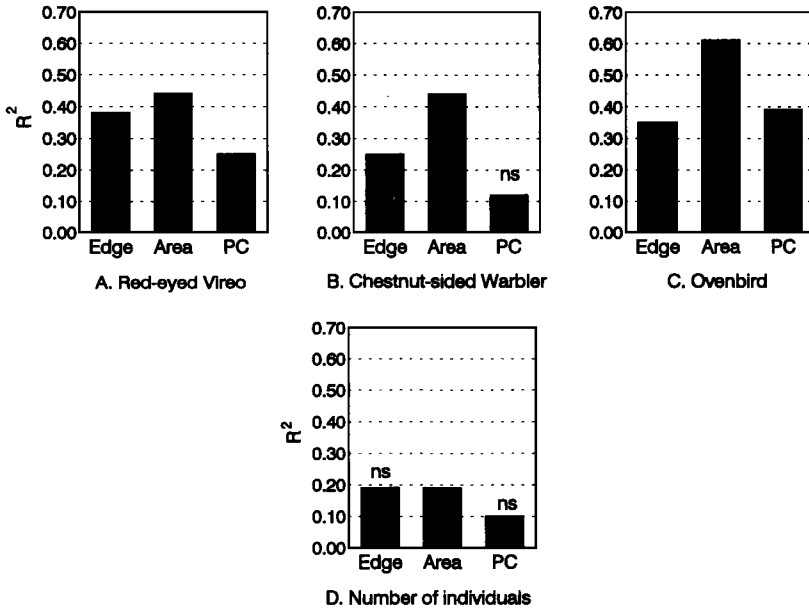 0.70 0.70 0.70
0.60 0.60 0.60
0.50 0.50 0.50
0.40 0.40 0.40
R² 0.30 0.30 0.30
0.20 0.20 ns 0.20
0.10 0.10 0.10
0.00 0.00 0.00
Edge Area PC Edge Area PC Edge Area PC
A. Red-eyed Vireo B. Chestnut-sided Warbler C. Ovenbird
0.70
0.60
0.50
0.40
R² 0.30
ns
0.20 ns
0.10
0.00
Edge Area PC
D. Number of individuals